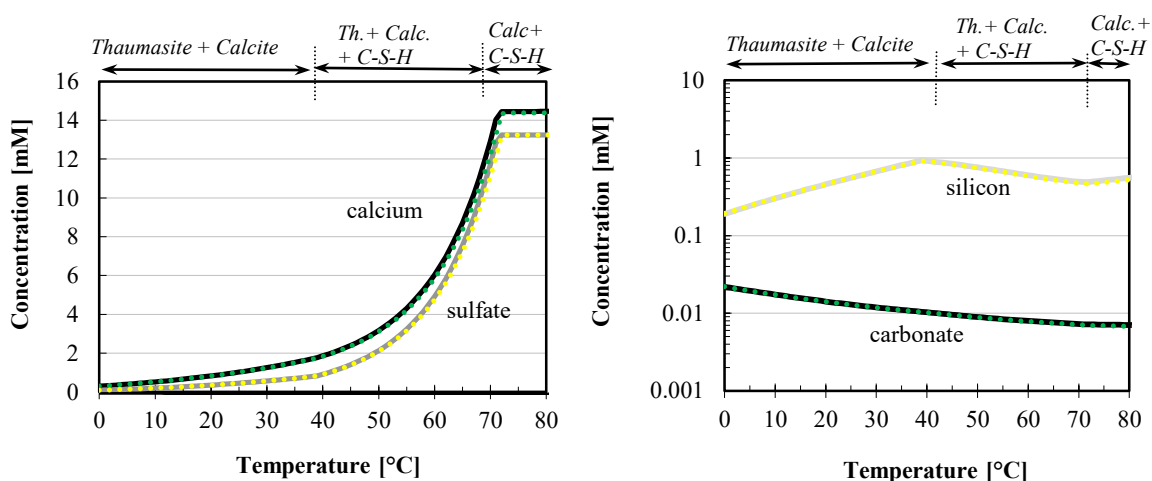 Thaumasite + Calcite
Th.+ Calc.
+ C-S-H
Calc+
C-S-H
16
14
12
10
8
6
4
2
0
Concentration [mM]
calcium
sulfate
0 10 20 30 40 50 60 70 80
Temperature [°C]
Thaumasite + Calcite
Th.+ Calc.
+ C-S-H
Calc.+
C-S-H
10
1
0.1
0.01
0.001
Concentration [mM]
silicon
carbonate
0 10 20 30 40 50 60 70 80
Temperature [°C]